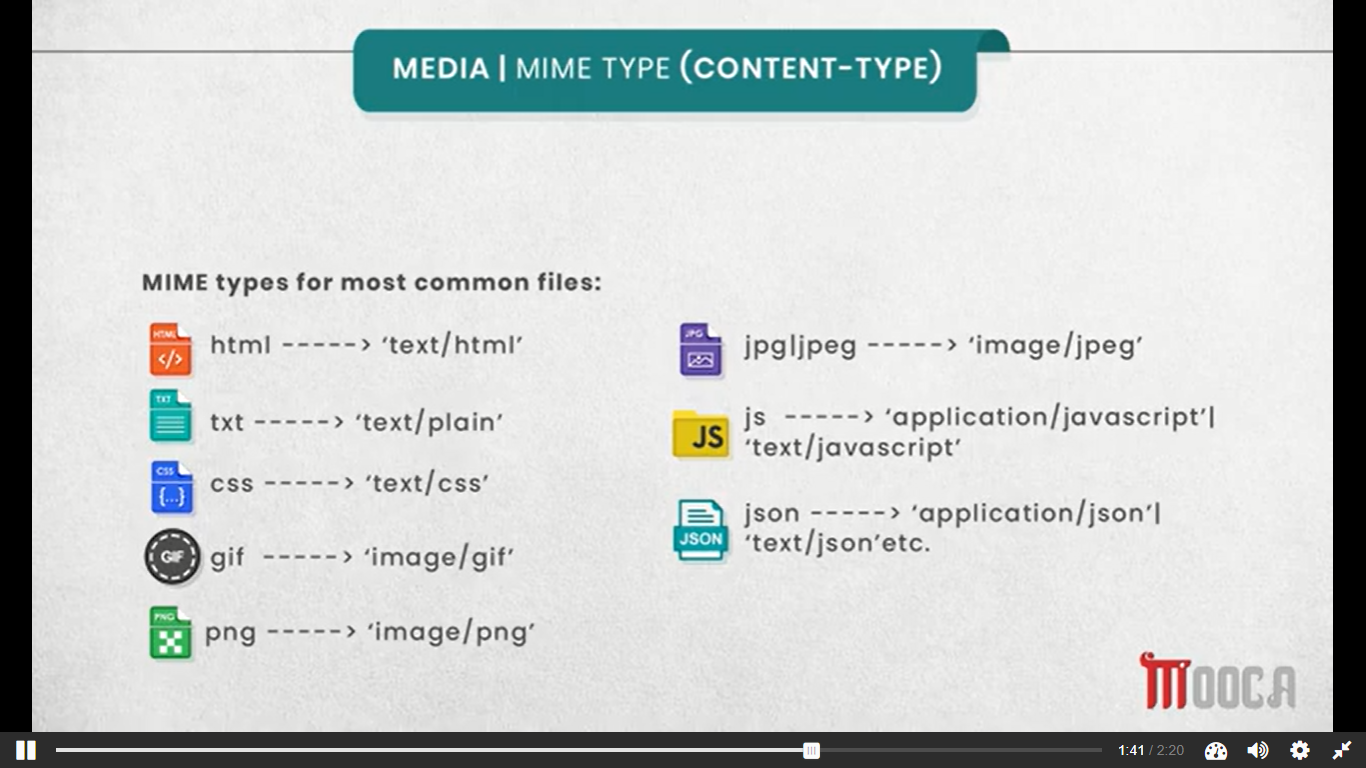 MEDIA | MIME TYPE (CONTENT-TYPE)
MIME types for most common files:
HTML
html -----> ‘text/html’
TXT
txt -----> ‘text/plain’
CSS
css -----> ‘text/css’
GIF
gif -----> ‘image/gif’
PNG
png -----> ‘image/png’
JPG
jpg|jpeg -----> ‘image/jpeg’
JS
js -----> ‘application/javascript’|
‘text/javascript’
JSON
json -----> ‘application/json’|
‘text/json’etc.
MOOCA
1:41 / 2:20